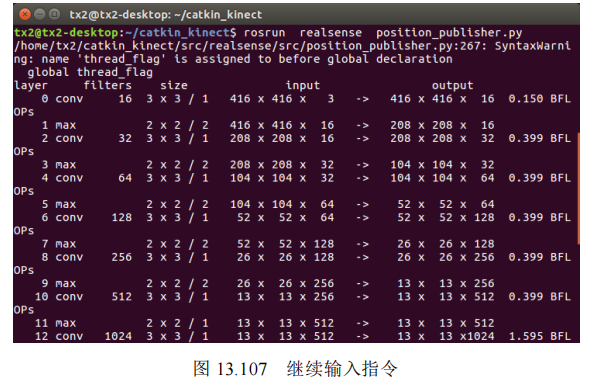 tx2@tx2-desktop: ~/catkin_kinect
tx2@tx2-desktop:~/catkin_kinect$ rosrun  realsense  position_publisher.py
/home/tx2/catkin_kinect/src/realsense/src/position_publisher.py:267: SyntaxWarni
ng: name 'thread_flag' is assigned to before global declaration
  global thread_flag
layer     filters    size              input                output
    0 conv     16  3 x 3 / 1   416 x 416 x   3   ->   416 x 416 x  16  0.150 BFL
OPs
    1 max          2 x 2 / 2   416 x 416 x  16   ->   208 x 208 x  16
    2 conv     32  3 x 3 / 1   208 x 208 x  16   ->   208 x 208 x  32  0.399 BFL
OPs
    3 max          2 x 2 / 2   208 x 208 x  32   ->   104 x 104 x  32
    4 conv     64  3 x 3 / 1   104 x 104 x  32   ->   104 x 104 x  64  0.399 BFL
OPs
    5 max          2 x 2 / 2   104 x 104 x  64   ->    52 x  52 x  64
    6 conv    128  3 x 3 / 1    52 x  52 x  64   ->    52 x  52 x 128  0.399 BFL
OPs
    7 max          2 x 2 / 2    52 x  52 x 128   ->    26 x  26 x 128
    8 conv    256  3 x 3 / 1    26 x  26 x 128   ->    26 x  26 x 256  0.399 BFL
OPs
    9 max          2 x 2 / 2    26 x  26 x 256   ->    13 x  13 x 256
   10 conv    512  3 x 3 / 1    13 x  13 x 256   ->    13 x  13 x 512  0.399 BFL
OPs
   11 max          2 x 2 / 1    13 x  13 x 512   ->    13 x  13 x 512
   12 conv   1024  3 x 3 / 1    13 x  13 x 512   ->    13 x  13 x1024  1.595 BFL
图 13.107 继续输入指令